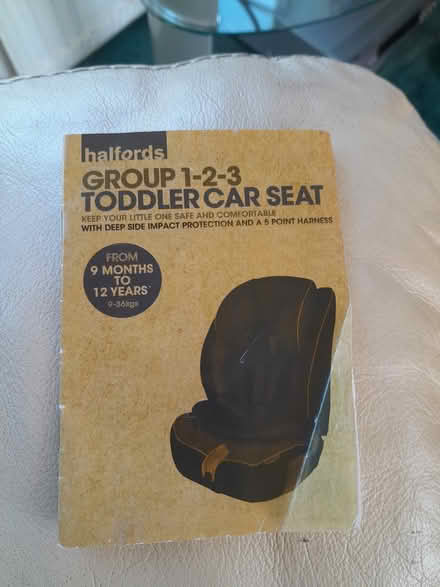 halfords
GROUP 1-2-3
TODDLER CAR SEAT
KEEP YOUR LITTLE ONE SAFE AND COMFORTABLE
WITH DEEP SIDE IMPACT PROTECTION AND A 5 POINT HARNESS
FROM
9 MONTHS
TO
12 YEARS
9-36kgs